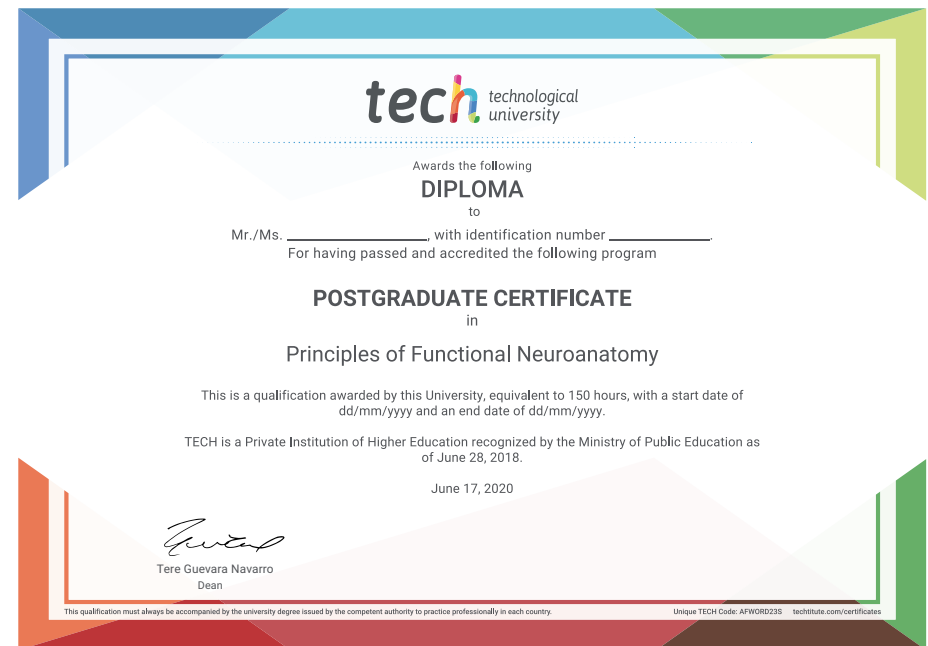 tech technological
university
Awards the following
DIPLOMA
to
Mr./Ms. ____________, with identification number ____________.
For having passed and accredited the following program
POSTGRADUATE CERTIFICATE
in
Principles of Functional Neuroanatomy
This is a qualification awarded by this University, equivalent to 150 hours, with a start date of
dd/mm/yyyy and an end date of dd/mm/yyyy.
TECH is a Private Institution of Higher Education recognized by the Ministry of Public Education as
of June 28, 2018.
June 17, 2020
Tere Guevara Navarro
Dean
This qualification must always be accompanied by the university degree issued by the competent authority to practice professionally in each country.
Unique TECH Code: AFWORD23S techtitute.com/certificates